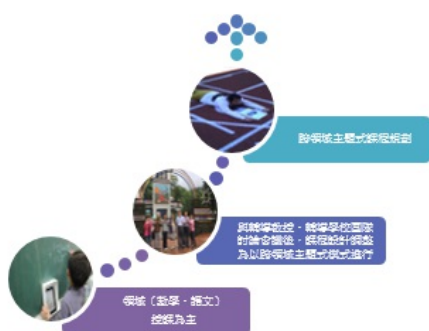 跨領域主題式課程規劃
與輔導教授、輔導學校團隊
討論會議後，課程設計調整
為以跨領域主題式模式進行
領域（數學、語文）
授課為主